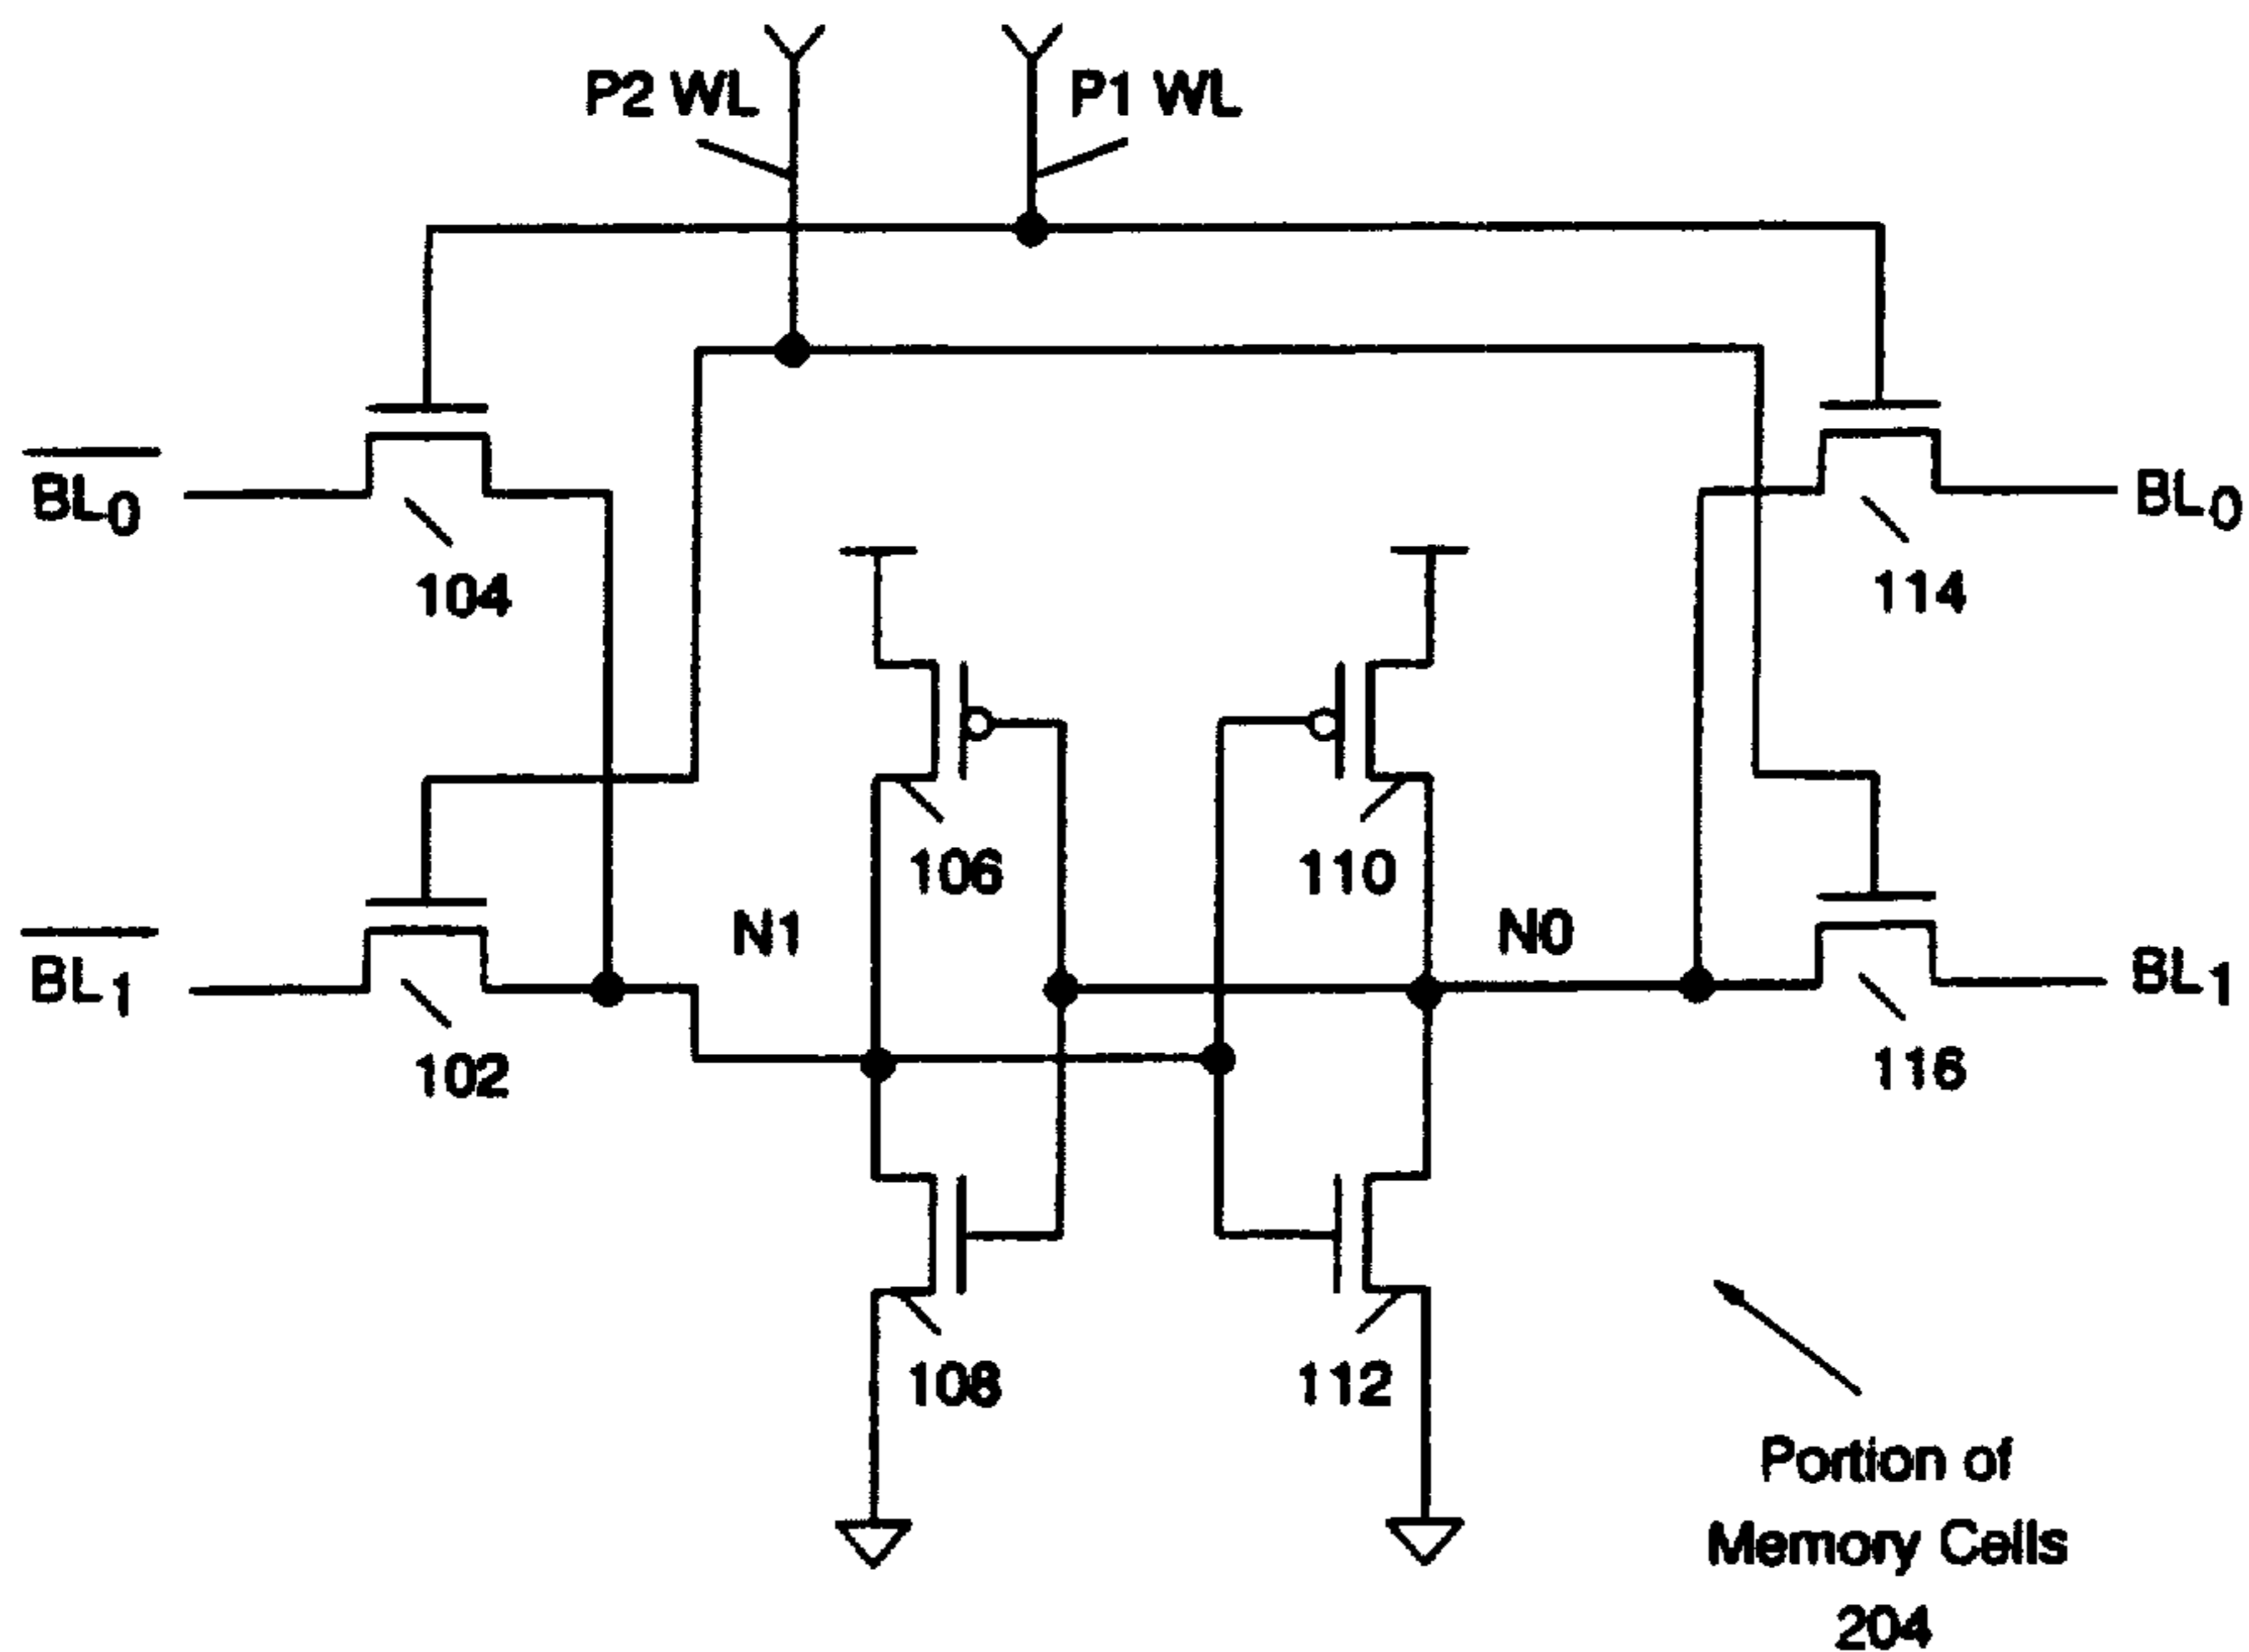 P2 WL
P1 WL
BL0
BL0
104
114
106
110
N1
N0
BL1
BL1
102
116
108
112
Portion of
Memory Cells
204